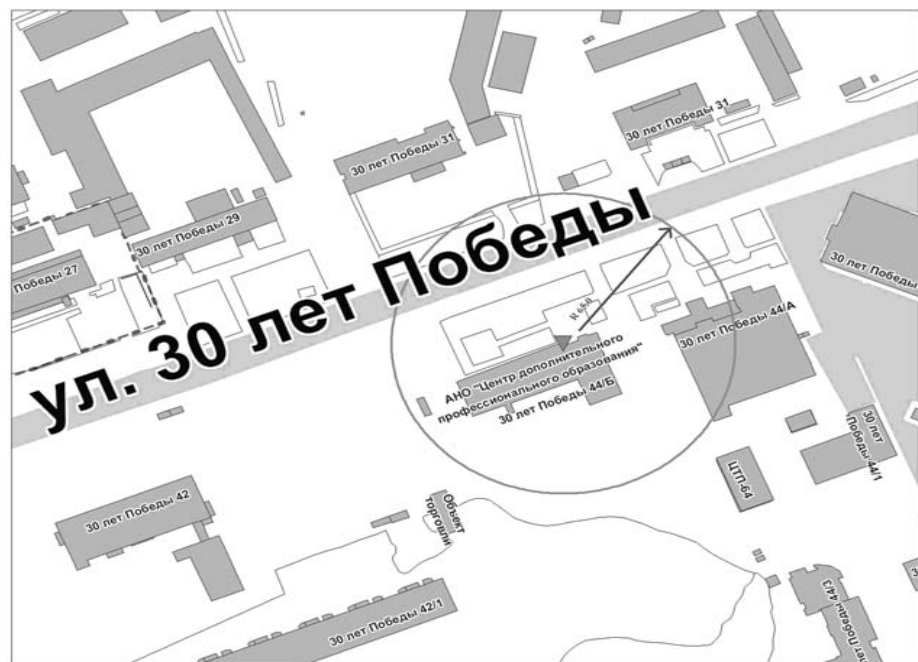 30 лет Победы 31
30 лет Победы 31
30 лет Победы 29
Победы 27
30 лет Победы
ул. 30 лет Победы
30 лет Победы 44/А
АНО "Центр дополнительного
профессионального образования"
30 лет Победы 44/Б
30 лет
Победы 44/1
ЦТП-64
30 лет Победы 42
Объект
торговли
30 лет Победы 42/1
лет Победы 44/3
лет Победы